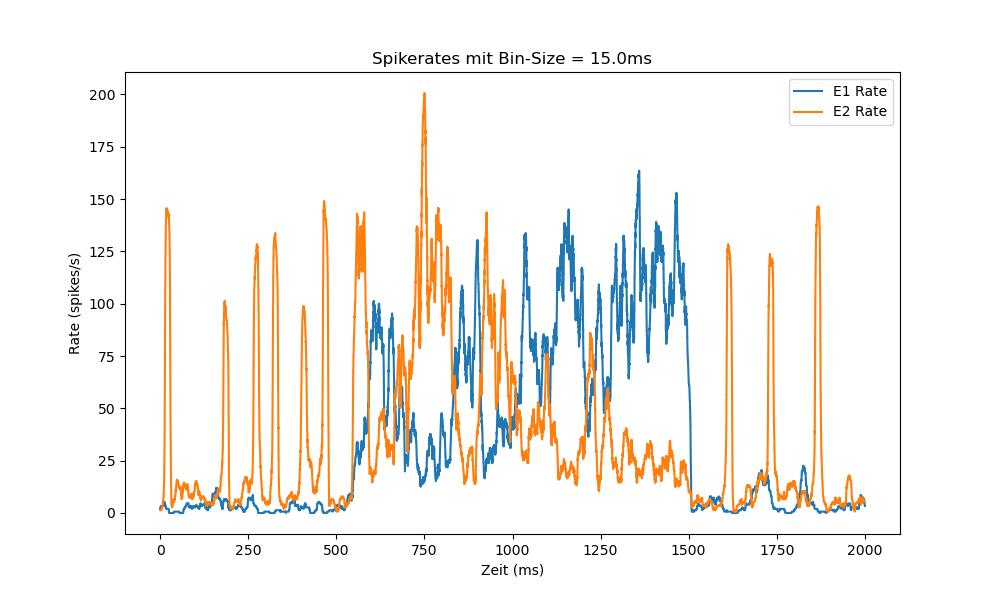 Spikerates mit Bin-Size = 15.0ms
E1 Rate
E2 Rate
200
175
150
125
100
75
50
25
0
Rate (spikes/s)
0 250 500 750 1000 1250 1500 1750 2000
Zeit (ms)